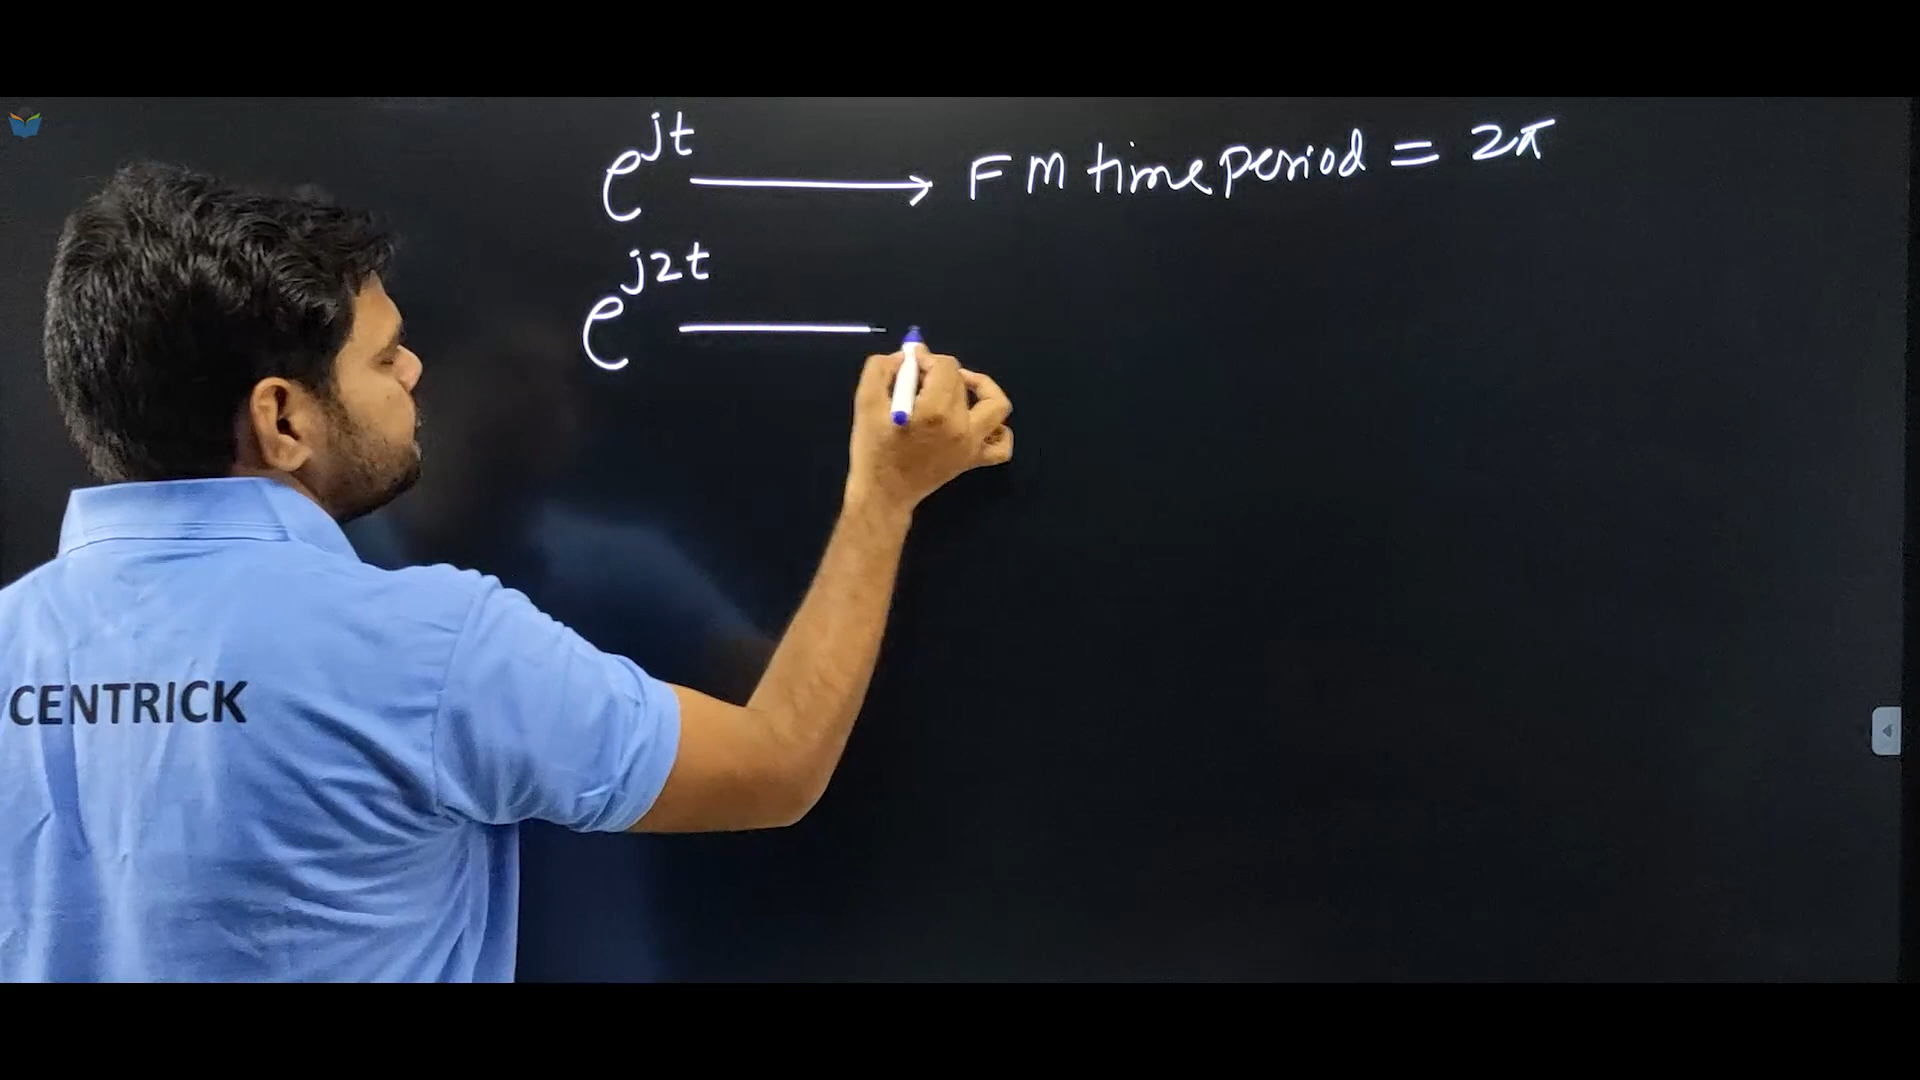 e^jt → FM time period = 2π
e^j2t
CENTRICK